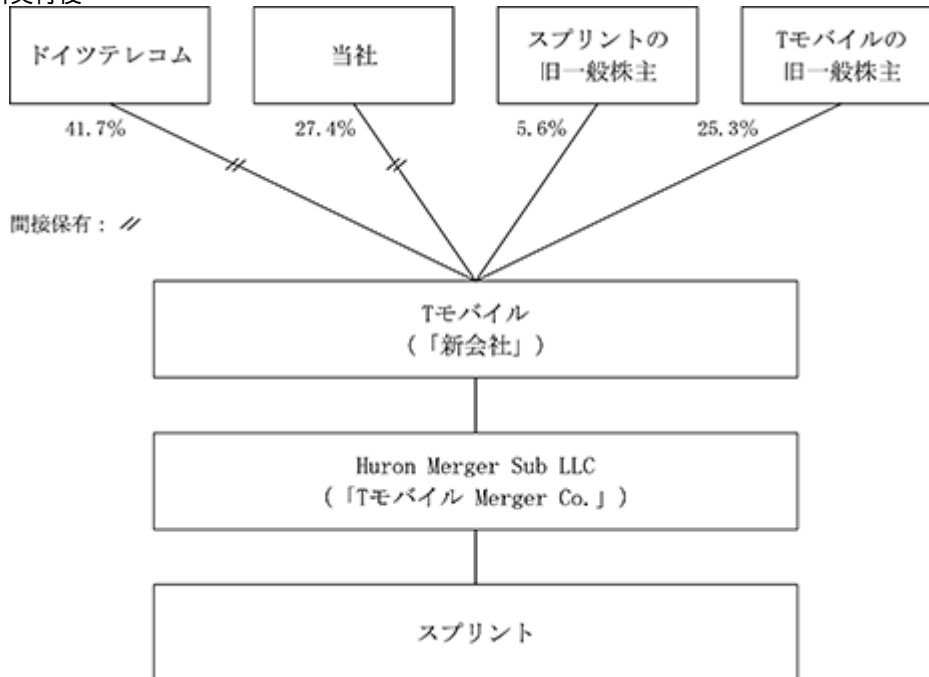 ドイツテレコム
当社
スプリントの
旧一般株主
Tモバイルの
旧一般株主
41.7%
27.4%
5.6%
25.3%
間接保有: //
Tモバイル
(「新会社」)
Huron Merger Sub LLC
(「Tモバイル Merger Co.」)
スプリント